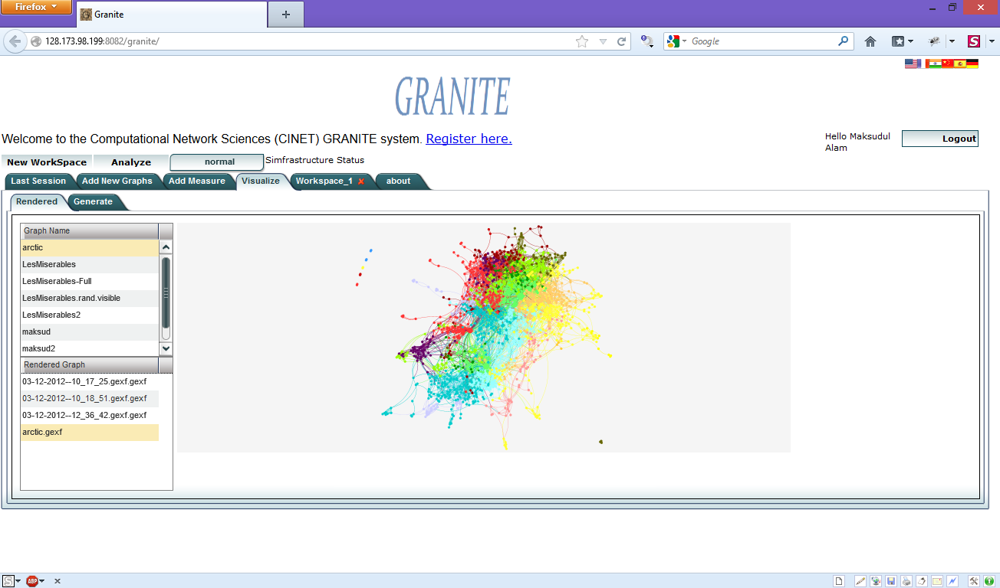 Firefox
Granite
128.173.98.199:8082/granite/
Google
S
GRANITE
Welcome to the Computational Network Sciences (CINET) GRANITE system. Register here.
Hello Maksudul Alam
Logout
New WorkSpace Analyze normal Simfrastructure Status
Last Session Add New Graphs Add Measure Visualize Workspace_1 x about
Rendered Generate
Graph Name
arctic
LesMiserables
LesMiserables-Full
LesMiserables.rand.visible
LesMiserables2
maksud
maksud2
Rendered Graph
03-12-2012--10_17_25.gexf.gexf
03-12-2012--10_18_51.gexf.gexf
03-12-2012--12_36_42.gexf.gexf
arctic.gexf
S ABP x